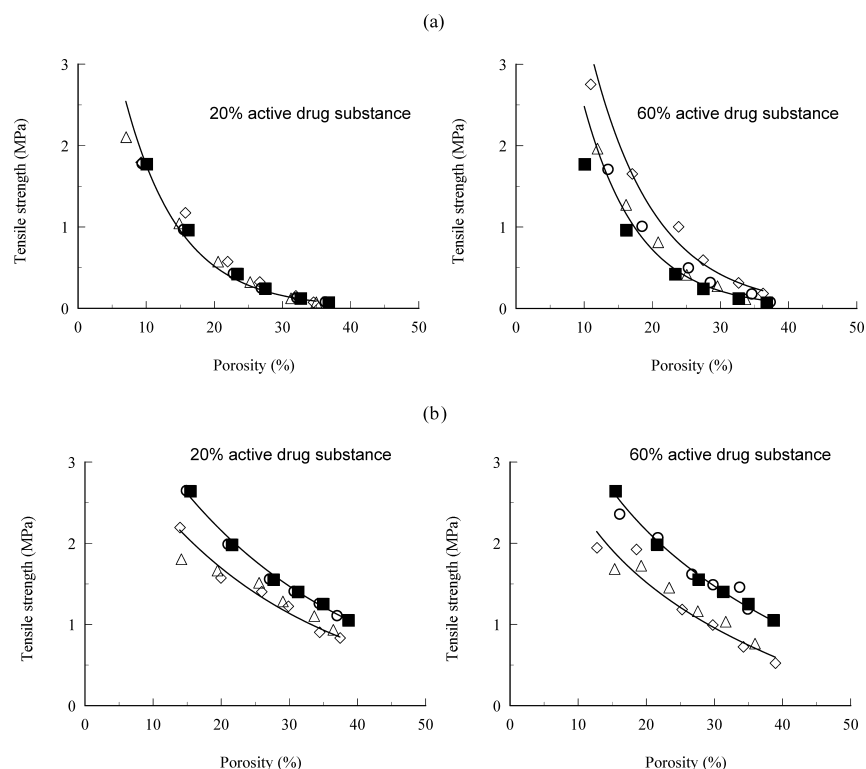 (a)
20% active drug substance
Tensile strength (MPa)
3
2
1
0
0 10 20 30 40 50
Porosity (%)
60% active drug substance
Tensile strength (MPa)
3
2
1
0
0 10 20 30 40 50
Porosity (%)
(b)
20% active drug substance
Tensile strength (MPa)
3
2
1
0
0 10 20 30 40 50
Porosity (%)
60% active drug substance
Tensile strength (MPa)
3
2
1
0
0 10 20 30 40 50
Porosity (%)